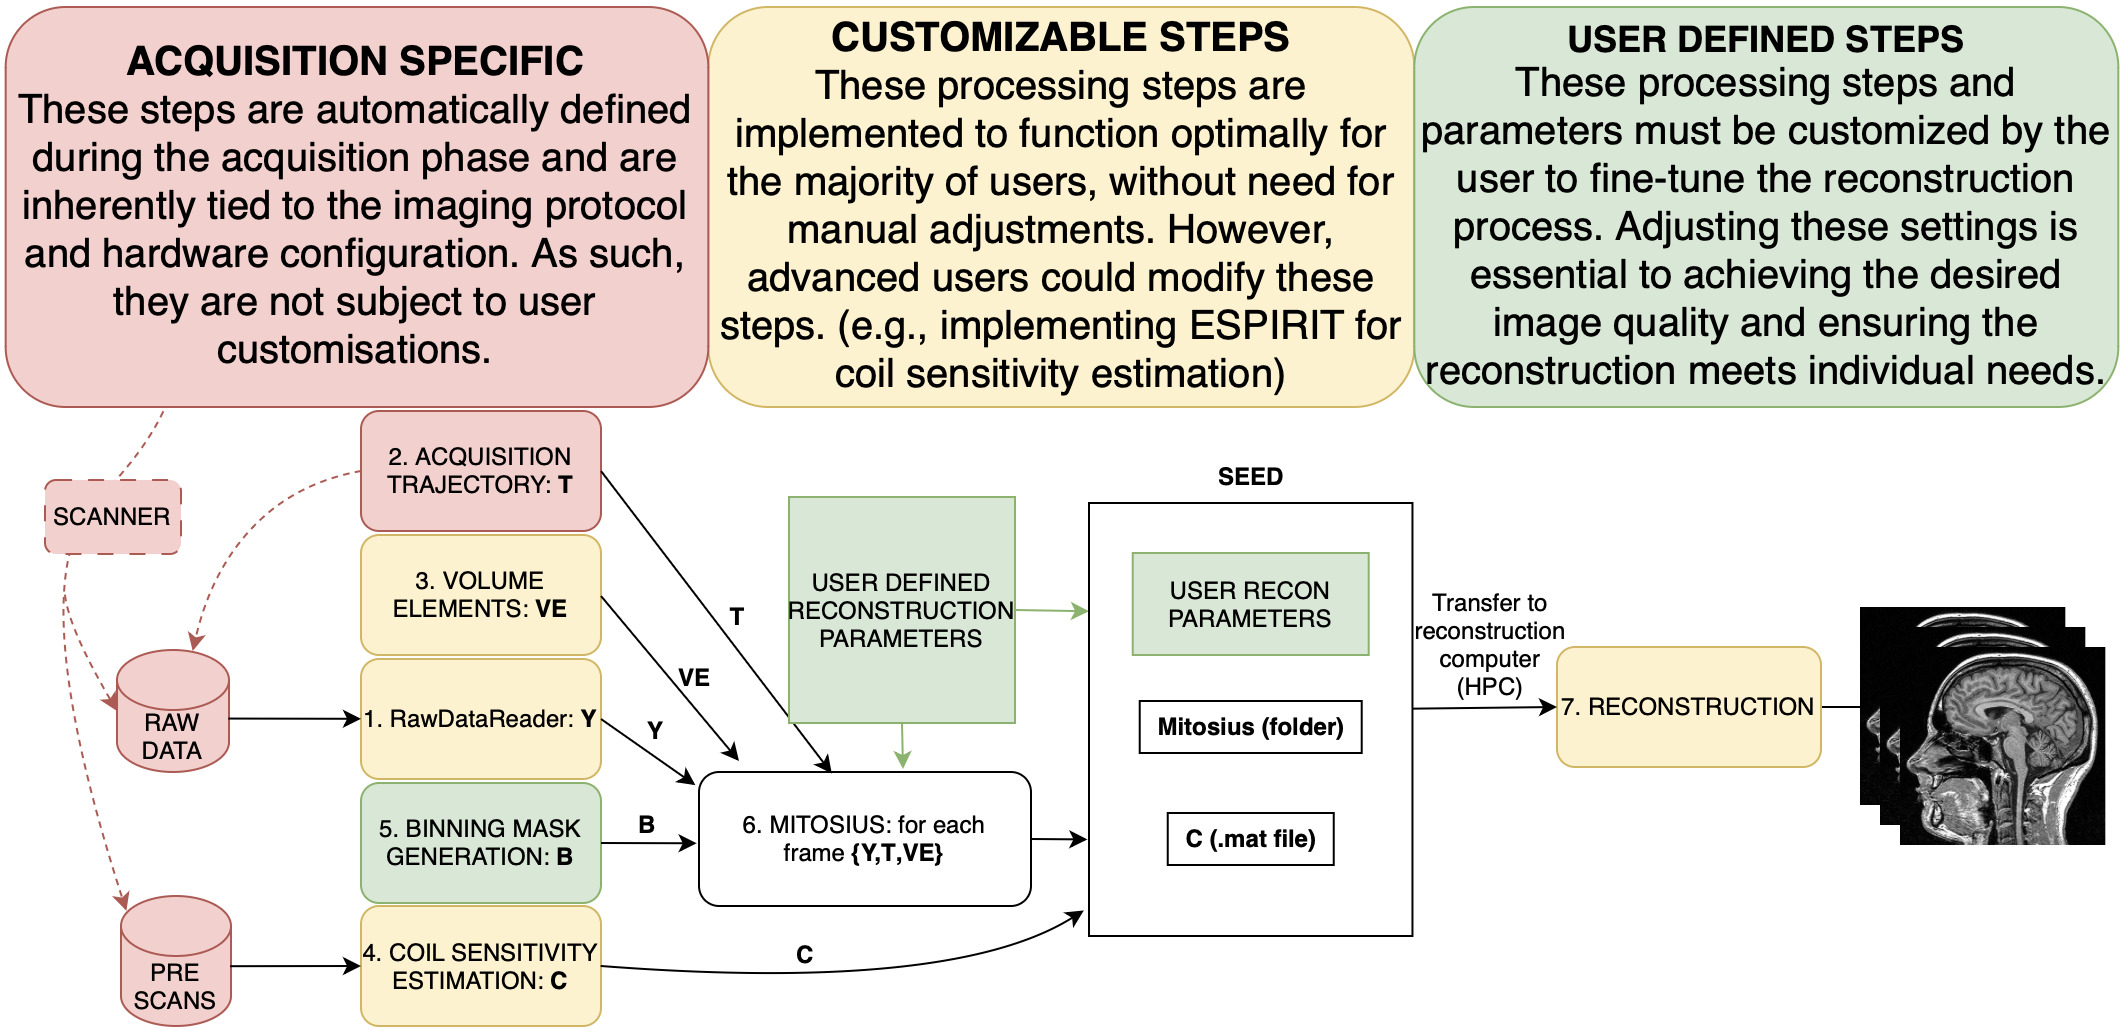 ACQUISITION SPECIFIC
These steps are automatically defined
during the acquisition phase and are
inherently tied to the imaging protocol
and hardware configuration. As such,
they are not subject to user
customisations.
CUSTOMIZABLE STEPS
These processing steps are
implemented to function optimally for
the majority of users, without need for
manual adjustments. However,
advanced users could modify these
steps. (e.g., implementing ESPIRIT for
coil sensitivity estimation)
USER DEFINED STEPS
These processing steps and
parameters must be customized by the
user to fine-tune the reconstruction
process. Adjusting these settings is
essential to achieving the desired
image quality and ensuring the
reconstruction meets individual needs.
SCANNER
RAW
DATA
PRE
SCANS
2. ACQUISITION
TRAJECTORY: T
3. VOLUME
ELEMENTS: VE
1. RawDataReader: Y
5. BINNING MASK
GENERATION: B
4. COIL SENSITIVITY
ESTIMATION: C
T
VE
Y
B
C
USER DEFINED
RECONSTRUCTION
PARAMETERS
6. MITOSIUS: for each
frame {Y,T,VE}
SEED
USER RECON
PARAMETERS
Mitosius (folder)
C (.mat file)
Transfer to
reconstruction
computer
(HPC)
7. RECONSTRUCTION